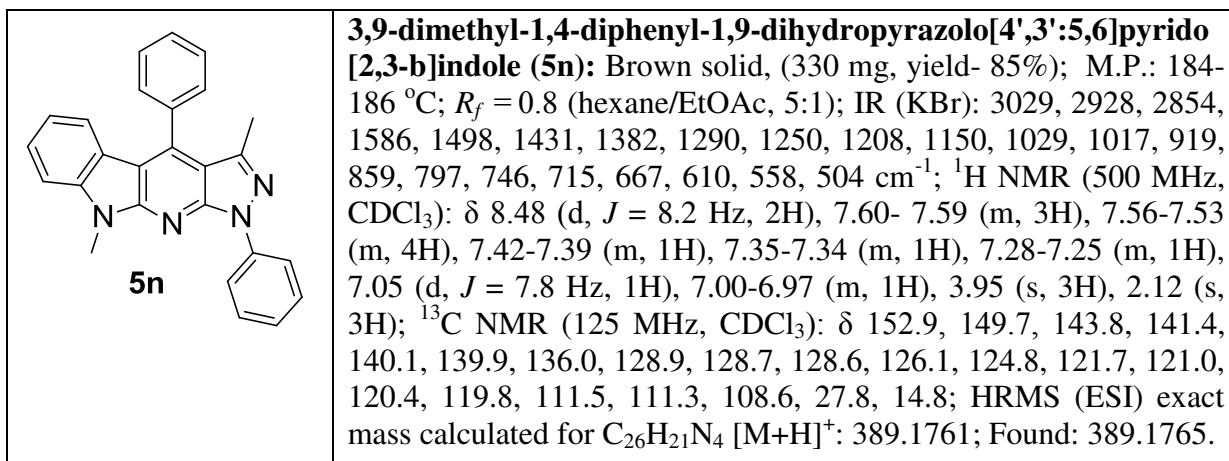 N
N
N
N
5n
3,9-dimethyl-1,4-diphenyl-1,9-dihydropyrazolo[4',3':5,6]pyrido
[2,3-b]indole (5n): Brown solid, (330 mg, yield- 85%); M.P.: 184-
186 °C; R_f = 0.8 (hexane/EtOAc, 5:1); IR (KBr): 3029, 2928, 2854,
1586, 1498, 1431, 1382, 1290, 1250, 1208, 1150, 1029, 1017, 919,
859, 797, 746, 715, 667, 610, 558, 504 cm⁻¹; ¹H NMR (500 MHz,
CDCl₃): δ 8.48 (d, J = 8.2 Hz, 2H), 7.60- 7.59 (m, 3H), 7.56-7.53
(m, 4H), 7.42-7.39 (m, 1H), 7.35-7.34 (m, 1H), 7.28-7.25 (m, 1H),
7.05 (d, J = 7.8 Hz, 1H), 7.00-6.97 (m, 1H), 3.95 (s, 3H), 2.12 (s,
3H); ¹³C NMR (125 MHz, CDCl₃): δ 152.9, 149.7, 143.8, 141.4,
140.1, 139.9, 136.0, 128.9, 128.7, 128.6, 126.1, 124.8, 121.7, 121.0,
120.4, 119.8, 111.5, 111.3, 108.6, 27.8, 14.8; HRMS (ESI) exact
mass calculated for C₂₆H₂₁N₄ [M+H]⁺: 389.1761; Found: 389.1765.